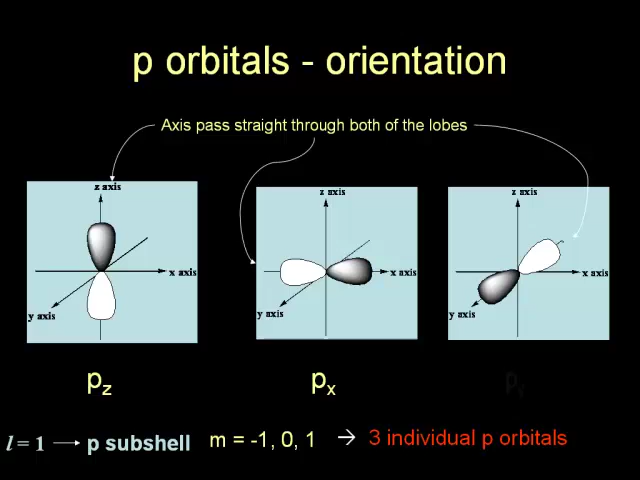 p orbitals - orientation
Axis pass straight through both of the lobes
z axis
x axis
y axis
z axis
x axis
y axis
z axis
x axis
y axis
pz
px
py
l = 1 → p subshell m = -1, 0, 1 → 3 individual p orbitals